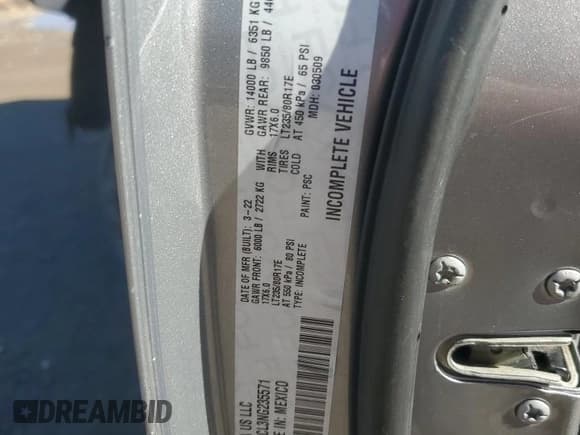 US LLC
CL3NG235571
E IN: MEXICO
DATE OF MFR (BUILT): 3-22
GAWR FRONT: 6000 LB / 2722 KG
17X6.0
LT235/80R17E
AT 550 kPa / 80 PSI
TYPE: INCOMPLETE
WITH
RIMS
TIRES
COLD
PAINT: PSC
GVWR: 14000 LB / 6351 KG
GAWR REAR: 9850 LB /
17X6.0
LT235/80R17E
AT 450 kPa / 65 PSI
MDH: 030509
INCOMPLETE VEHICLE
DREAMBID